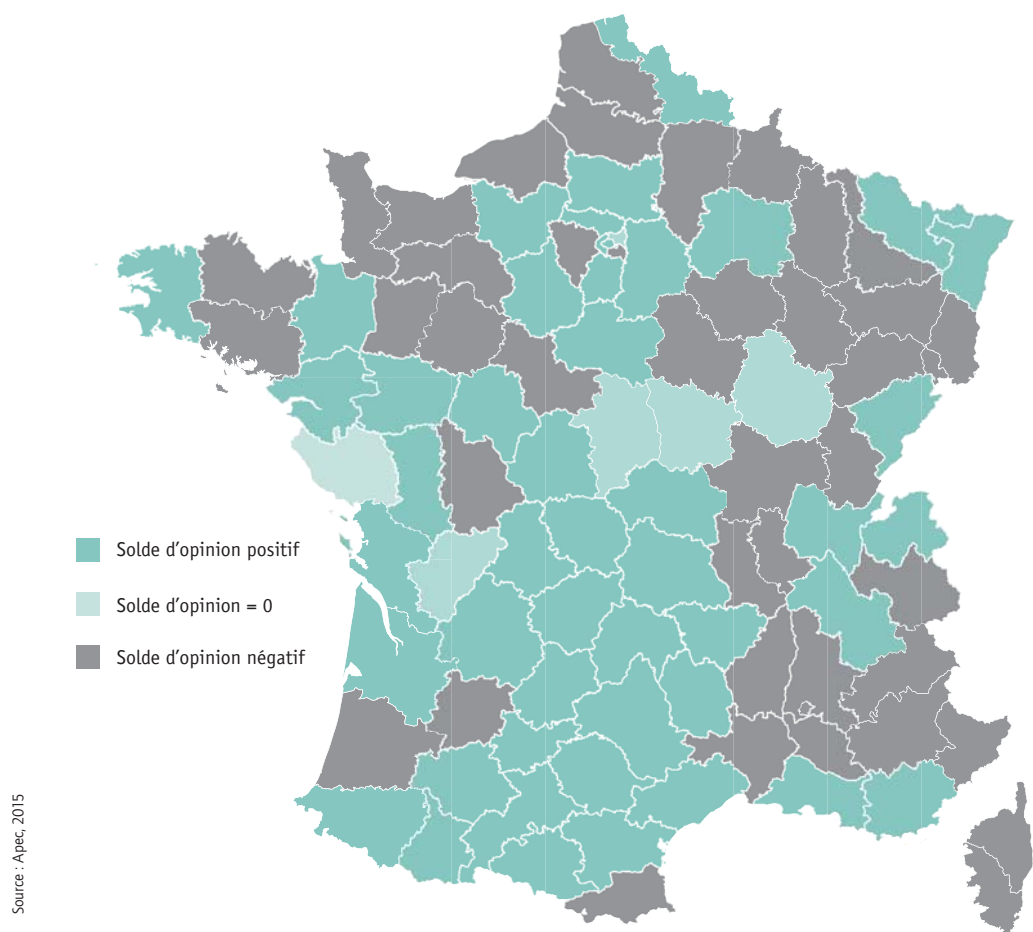 Solde d'opinion positif
Solde d'opinion = 0
Solde d'opinion négatif
Source : Apec, 2015